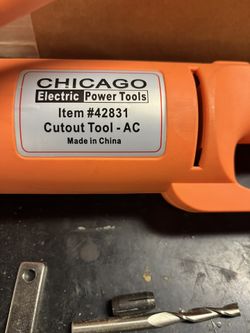 CHICAGO
Electric Power Tools
Item #42831
Cutout Tool - AC
Made in China